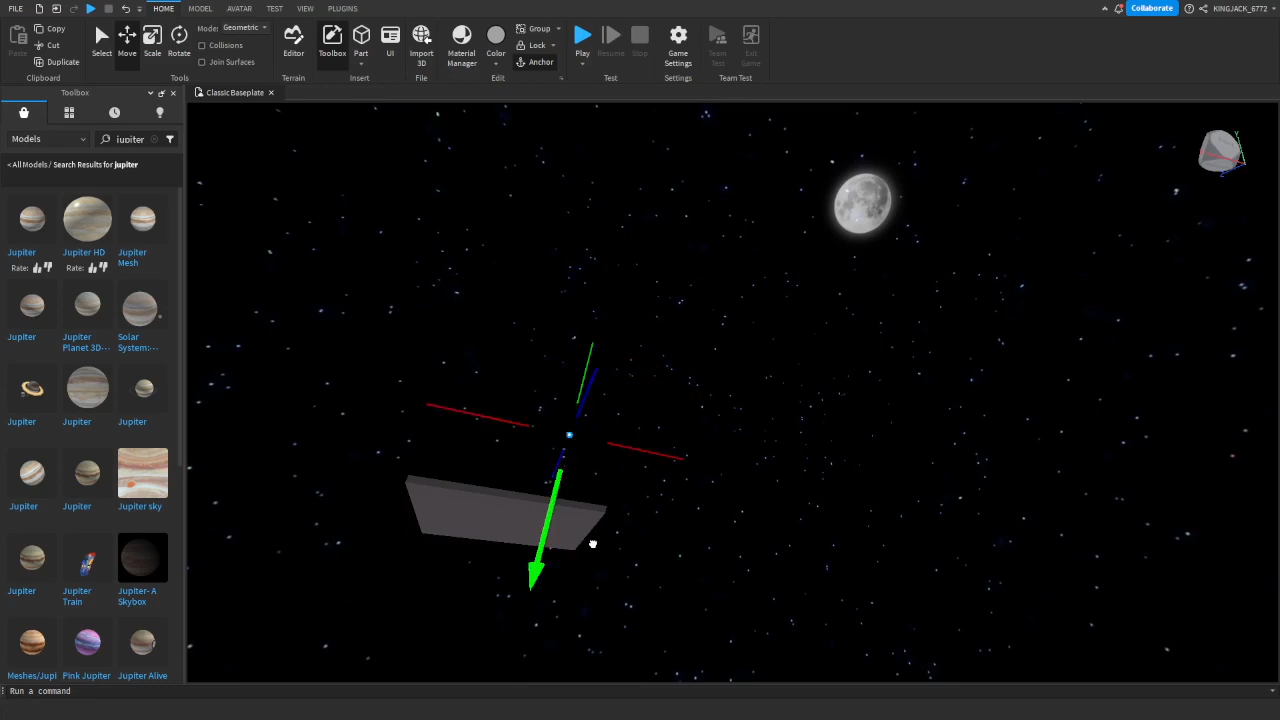 FILE HOME MODEL AVATAR TEST VIEW PLUGINS Collaborate KINGJACK_6772
Paste Copy Cut Duplicate Clipboard
Select Move Scale Rotate Mode: Geometric Collisions Join Surfaces Tools
Editor Terrain
Toolbox Part UI Insert
Import 3D File
Material Manager Color Group Lock Anchor Edit
Play Resume Stop Test
Game Settings Settings
Team Test Exit Game Team Test
Toolbox
ClassicBaseplate
Models jupiter
< All Models / Search Results for jupiter
Jupiter Jupiter HD Jupiter Mesh
Rate: Rate:
Jupiter Jupiter Planet 3D... Solar System:...
Jupiter Jupiter Jupiter
Jupiter Jupiter Jupiter sky
Jupiter Jupiter Train Jupiter- A Skybox
Meshes/Jupi Pink Jupiter Jupiter Alive
Y
Run a command